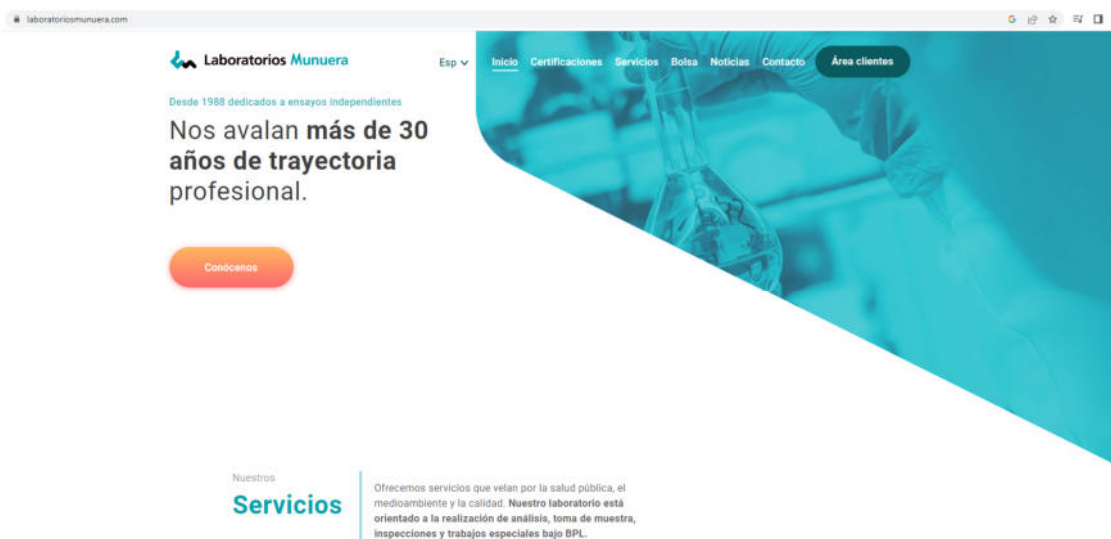 laboratoriosmunuera.com
Laboratorios Munuera
Esp
Inicio Certificaciones Servicios Bolsa Noticias Contacto Área clientes
Desde 1988 dedicados a ensayos independientes
Nos avalan más de 30
años de trayectoria
profesional.
Conócenos
Nuestros
Servicios
Ofrecemos servicios que velan por la salud pública, el
medioambiente y la calidad. Nuestro laboratorio está
orientado a la realización de análisis, toma de muestra,
inspecciones y trabajos especiales bajo BPL.